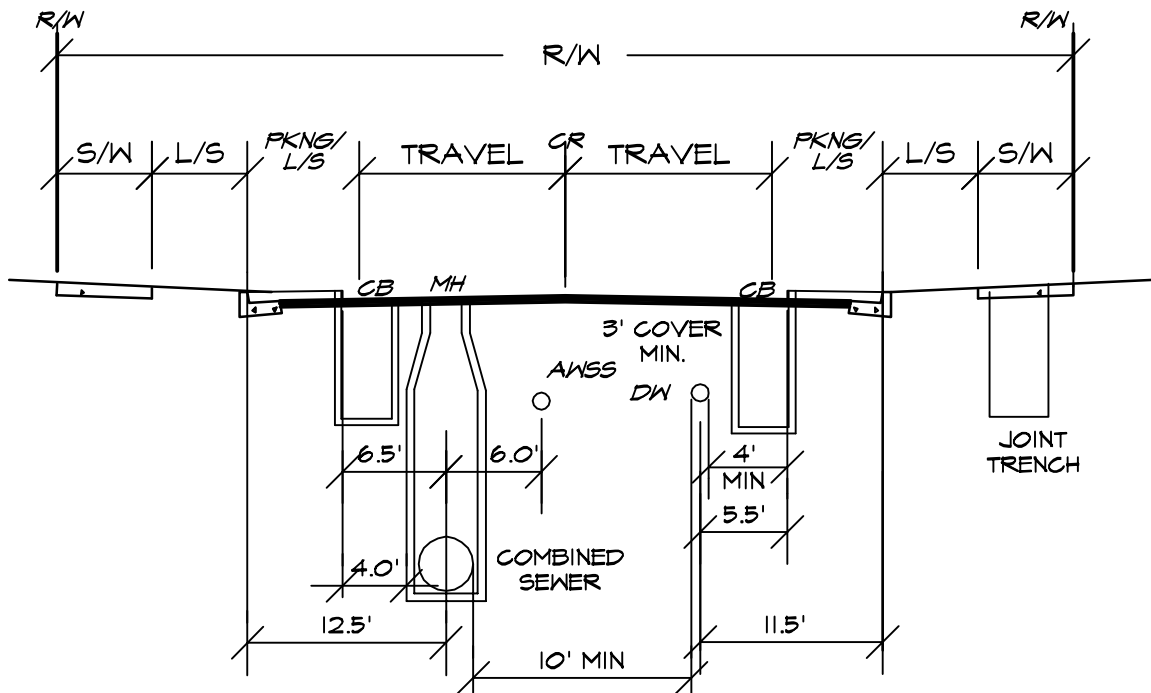 R/W
R/W
R/W
S/W
L/S
PKNG/
L/S
TRAVEL
CR
TRAVEL
PKNG/
L/S
L/S
S/W
CB
MH
CB
3' COVER
MIN.
AWSS
DW
JOINT
TRENCH
6.5'
6.0'
4'
MIN
5.5'
COMBINED
SEWER
4.0'
12.5'
11.5'
10' MIN